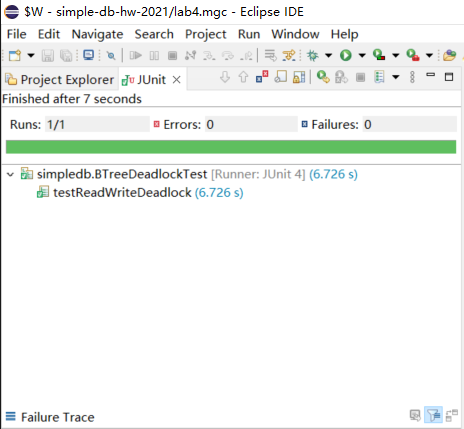 $W - simple-db-hw-2021/lab4.mgc - Eclipse IDE
File Edit Navigate Search Project Run Window Help
Project Explorer JUnit
Finished after 7 seconds
Runs: 1/1 Errors: 0 Failures: 0
simpledb.BTreeDeadlockTest [Runner: JUnit 4] (6.726 s)
testReadWriteDeadlock (6.726 s)
Failure Trace